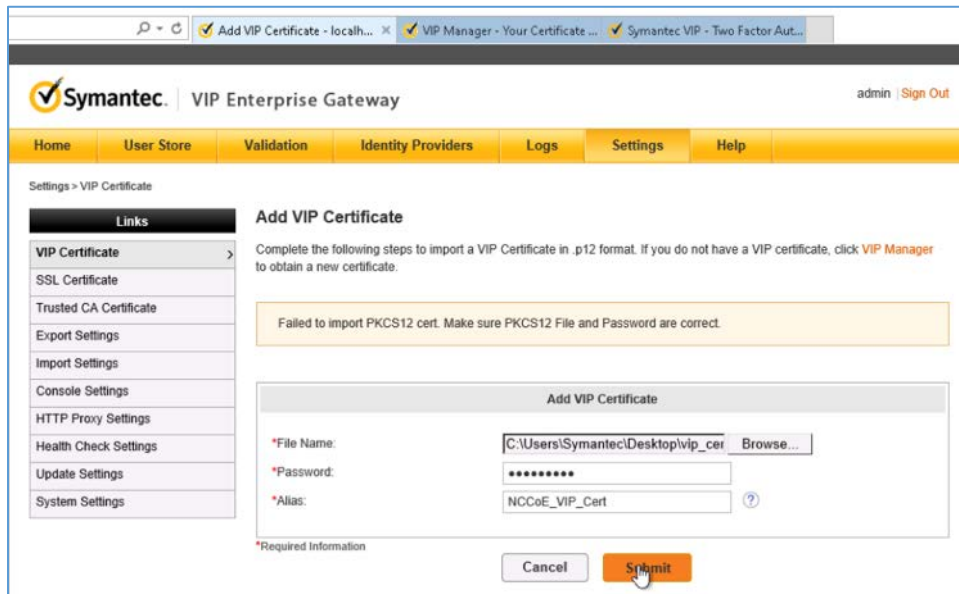 Add VIP Certificate - localh...
VIP Manager - Your Certificate ...
Symantec VIP - Two Factor Aut...
Symantec. VIP Enterprise Gateway
admin Sign Out
Home User Store Validation Identity Providers Logs Settings Help
Settings > VIP Certificate
Links
VIP Certificate
SSL Certificate
Trusted CA Certificate
Export Settings
Import Settings
Console Settings
HTTP Proxy Settings
Health Check Settings
Update Settings
System Settings
Add VIP Certificate
Complete the following steps to import a VIP Certificate in .p12 format. If you do not have a VIP certificate, click VIP Manager
to obtain a new certificate.
Failed to import PKCS12 cert. Make sure PKCS12 File and Password are correct.
Add VIP Certificate
*File Name: C:\Users\Symantec\Desktop\vip_cer Browse...
*Password: •••••••••
*Alias: NCCoE_VIP_Cert ?
*Required Information
Cancel Submit